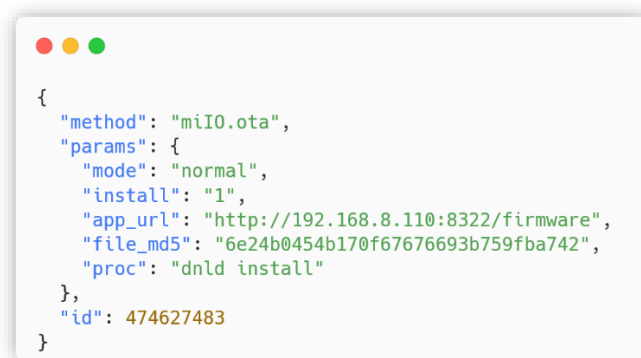 {
  "method": "miIO.ota",
  "params": {
    "mode": "normal",
    "install": "1",
    "app_url": "http://192.168.8.110:8322/firmware",
    "file_md5": "6e24b0454b170f67676693b759fba742",
    "proc": "dnld install"
  },
  "id": 474627483
}